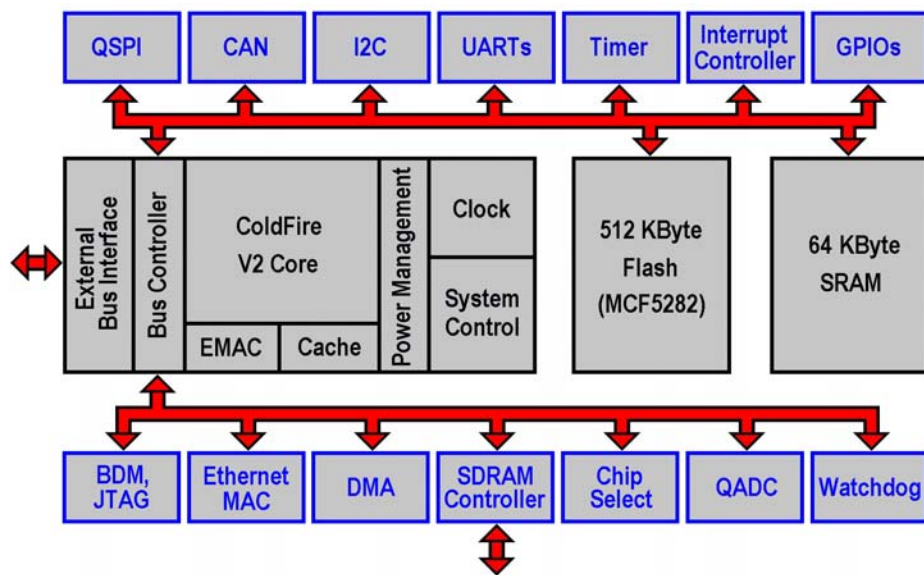 QSPI
CAN
I2C
UARTs
Timer
Interrupt
Controller
GPIOs
External
Bus Interface
Bus Controller
ColdFire
V2 Core
EMAC
Cache
Power Management
Clock
System
Control
512 KByte
Flash
(MCF5282)
64 KByte
SRAM
BDM,
JTAG
Ethernet
MAC
DMA
SDRAM
Controller
Chip
Select
QADC
Watchdog